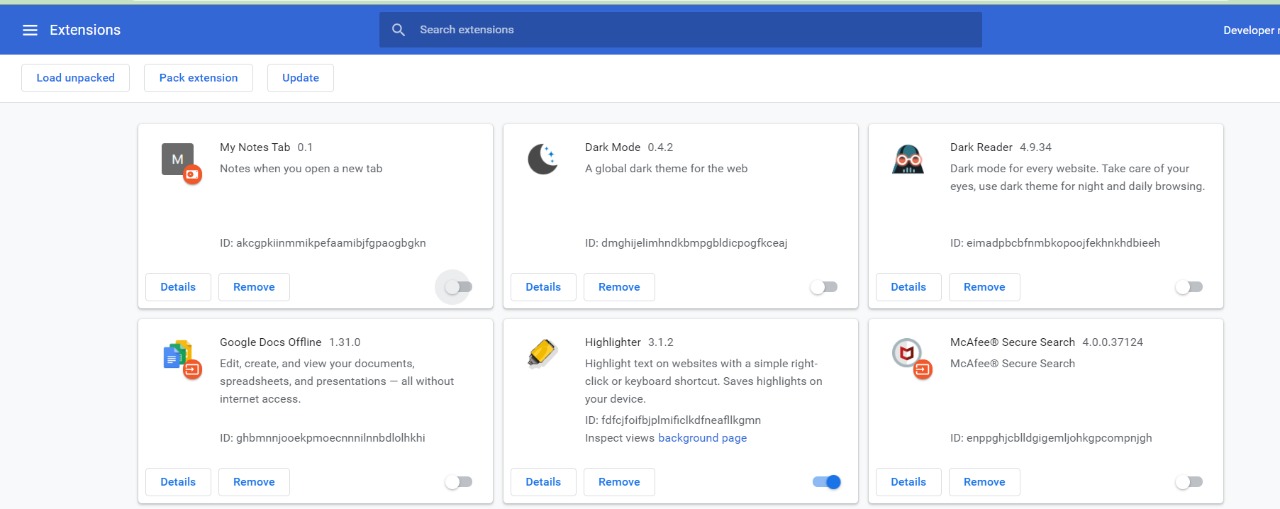 Extensions
Search extensions
Developer
Load unpacked
Pack extension
Update
M
My Notes Tab 0.1
Notes when you open a new tab
ID: akcgpkiinmmikpefaamibjfgpaogbgkn
Details
Remove
Dark Mode 0.4.2
A global dark theme for the web
ID: dmghijelimhndkbmpgbldicpogfkceaj
Details
Remove
Dark Reader 4.9.34
Dark mode for every website. Take care of your
eyes, use dark theme for night and daily browsing.
ID: eimadpbcbfnmbkopoojfekhnkhdbieeh
Details
Remove
Google Docs Offline 1.31.0
Edit, create, and view your documents,
spreadsheets, and presentations — all without
internet access.
ID: ghbmnnjooekpmoecnnnilnnbdlolhkhi
Details
Remove
Highlighter 3.1.2
Highlight text on websites with a simple right-
click or keyboard shortcut. Saves highlights on
your device.
ID: fdfcjfoifbjplmificlkdfneafllkgmn
Inspect views background page
Details
Remove
McAfee® Secure Search 4.0.0.37124
McAfee® Secure Search
ID: enppghjcblldgigemljohkgpcompnjgh
Details
Remove